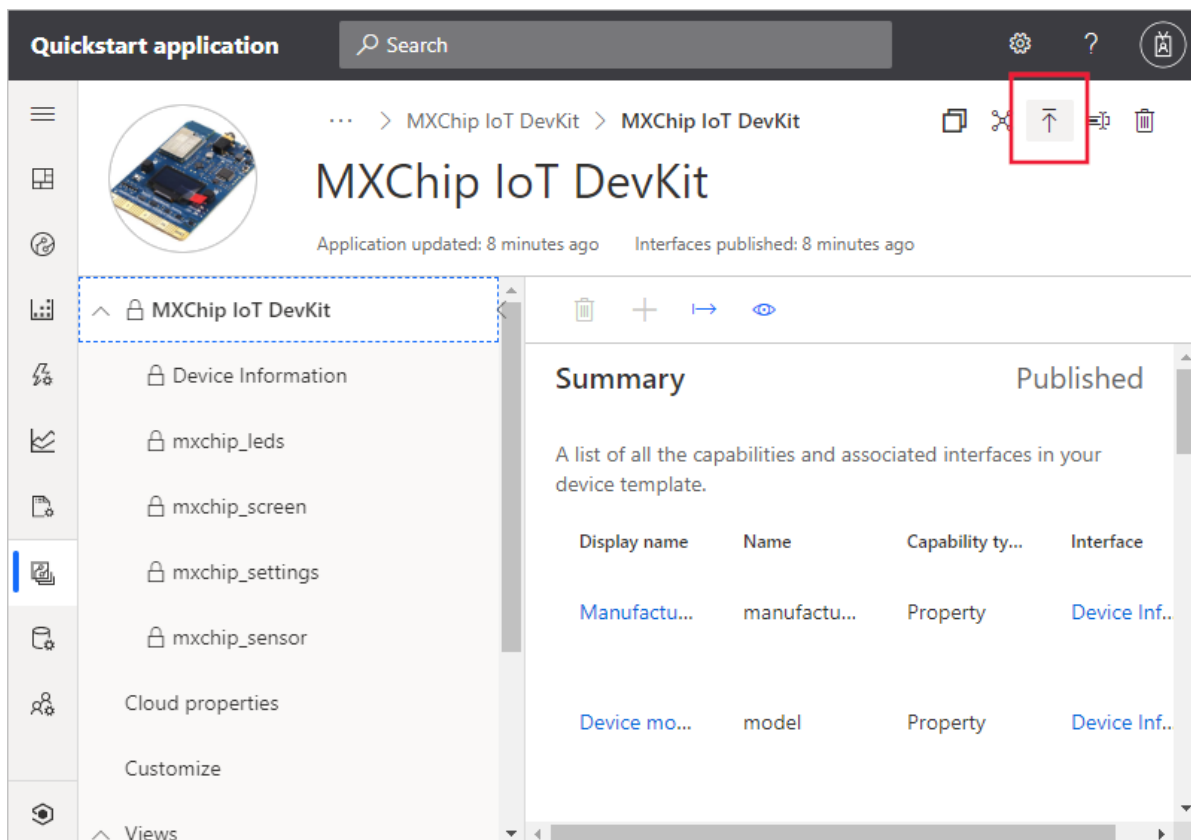 Quickstart application
Search
?
... > MXChip IoT DevKit > MXChip IoT DevKit
MXChip IoT DevKit
Application updated: 8 minutes ago Interfaces published: 8 minutes ago
MXChip IoT DevKit
Device Information
mxchip_leds
mxchip_screen
mxchip_settings
mxchip_sensor
Cloud properties
Customize
Views
Summary Published
A list of all the capabilities and associated interfaces in your
device template.
Display name Name Capability ty... Interface
Manufactu... manufactu... Property Device Inf...
Device mo... model Property Device Inf...